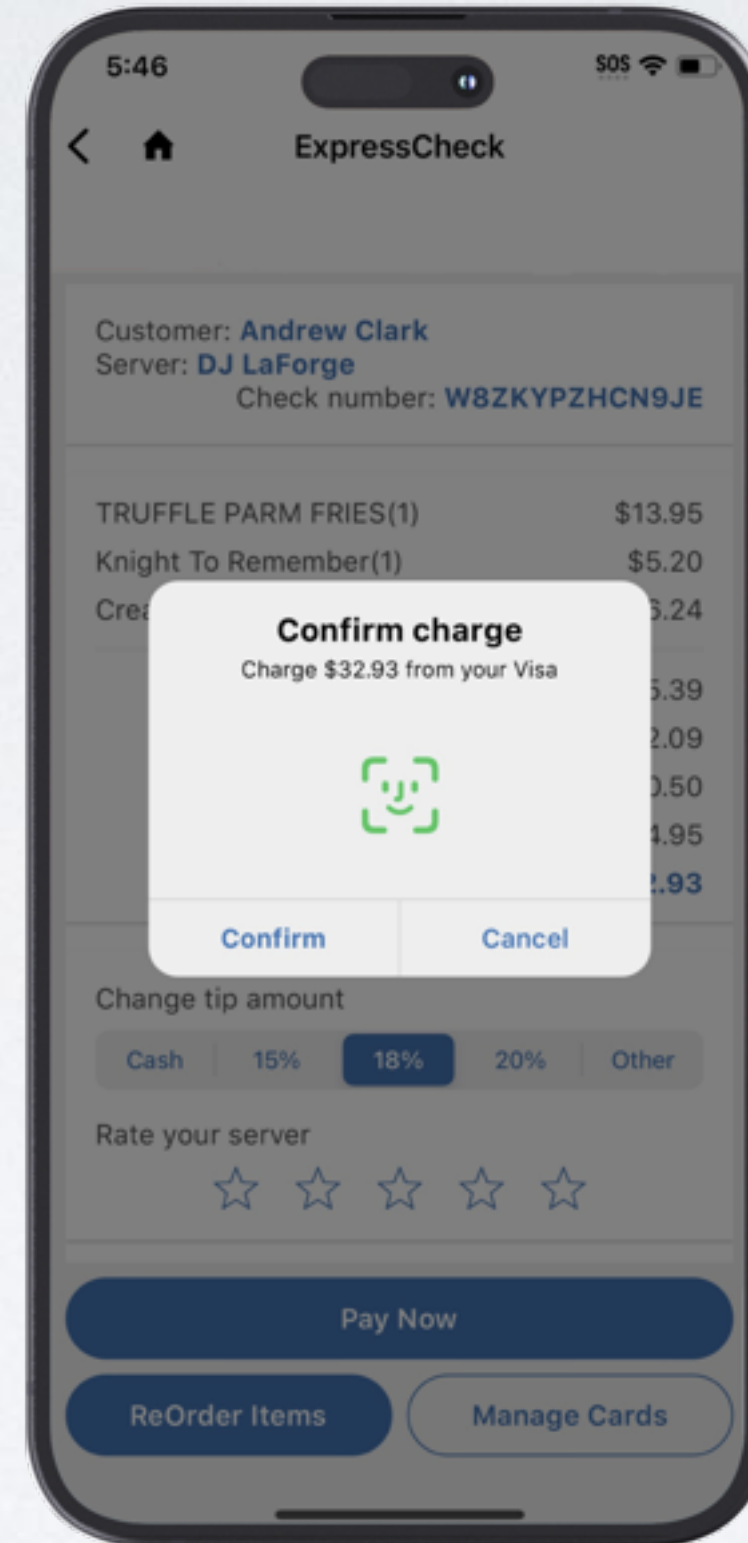 5:46 SOS
ExpressCheck
Customer: Andrew Clark
Server: DJ LaForge
Check number: W8ZKYPZHCN9JE
TRUFFLE PARM FRIES(1) $13.95
Knight To Remember(1) $5.20
Confirm charge
Charge $32.93 from your Visa
Confirm Cancel
Change tip amount
Cash 15% 18% 20% Other
Rate your server
Pay Now
ReOrder Items Manage Cards